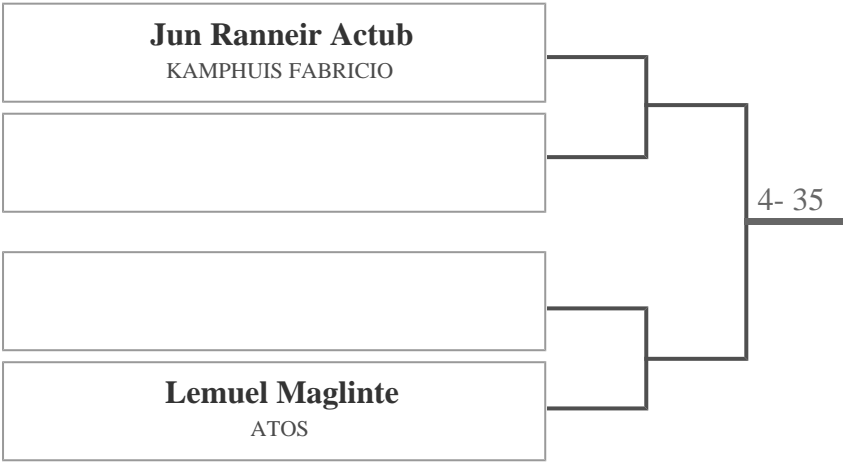 Jun Ranneir Actub
KAMPHUIS FABRICIO
4- 35
Lemuel Maglinte
ATOS